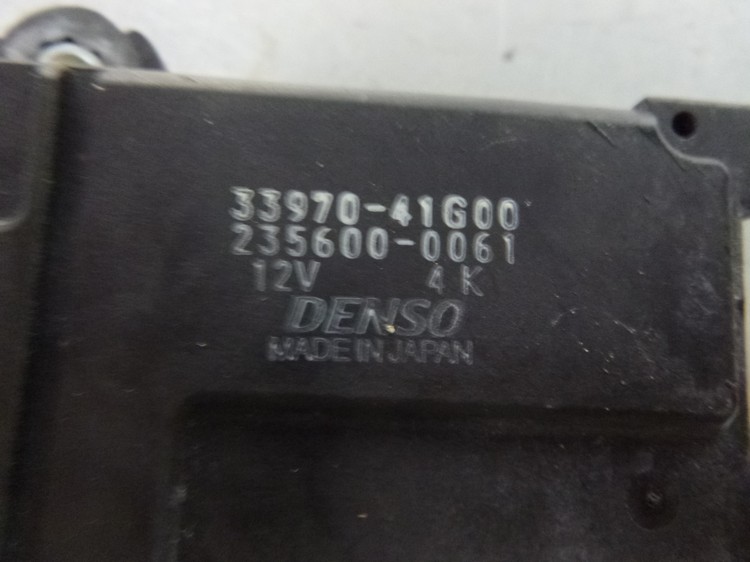 33970-41G00
235600-0061
12V 4K
DENSO
MADE IN JAPAN